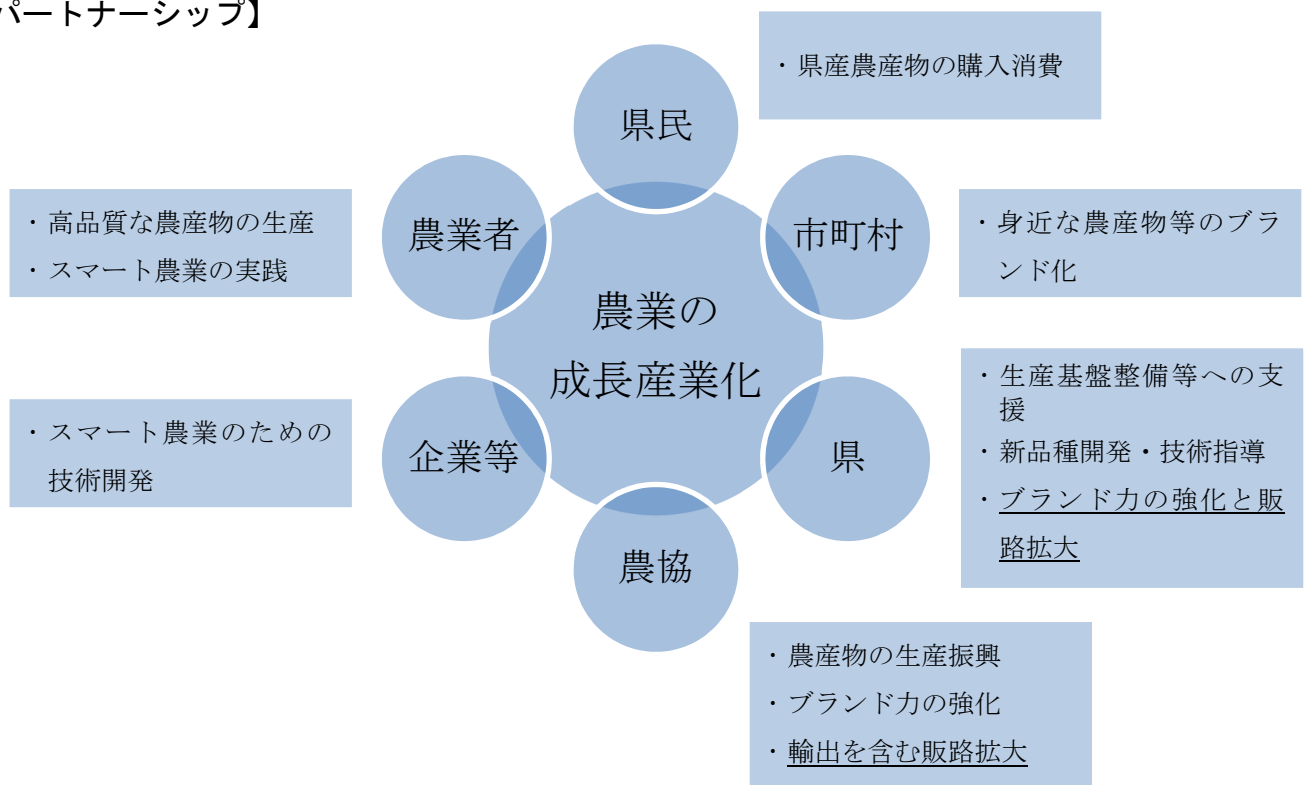 パートナーシップ】
・県産農産物の購入消費
県民
農業者
・高品質な農産物の生産
・スマート農業の実践
市町村
・身近な農産物等のブラ
ンド化
農業の
成長産業化
企業等
・スマート農業のための
技術開発
県
・生産基盤整備等への支
援
・新品種開発・技術指導
・ブランド力の強化と販
路拡大
農協
・農産物の生産振興
・ブランド力の強化
・輸出を含む販路拡大